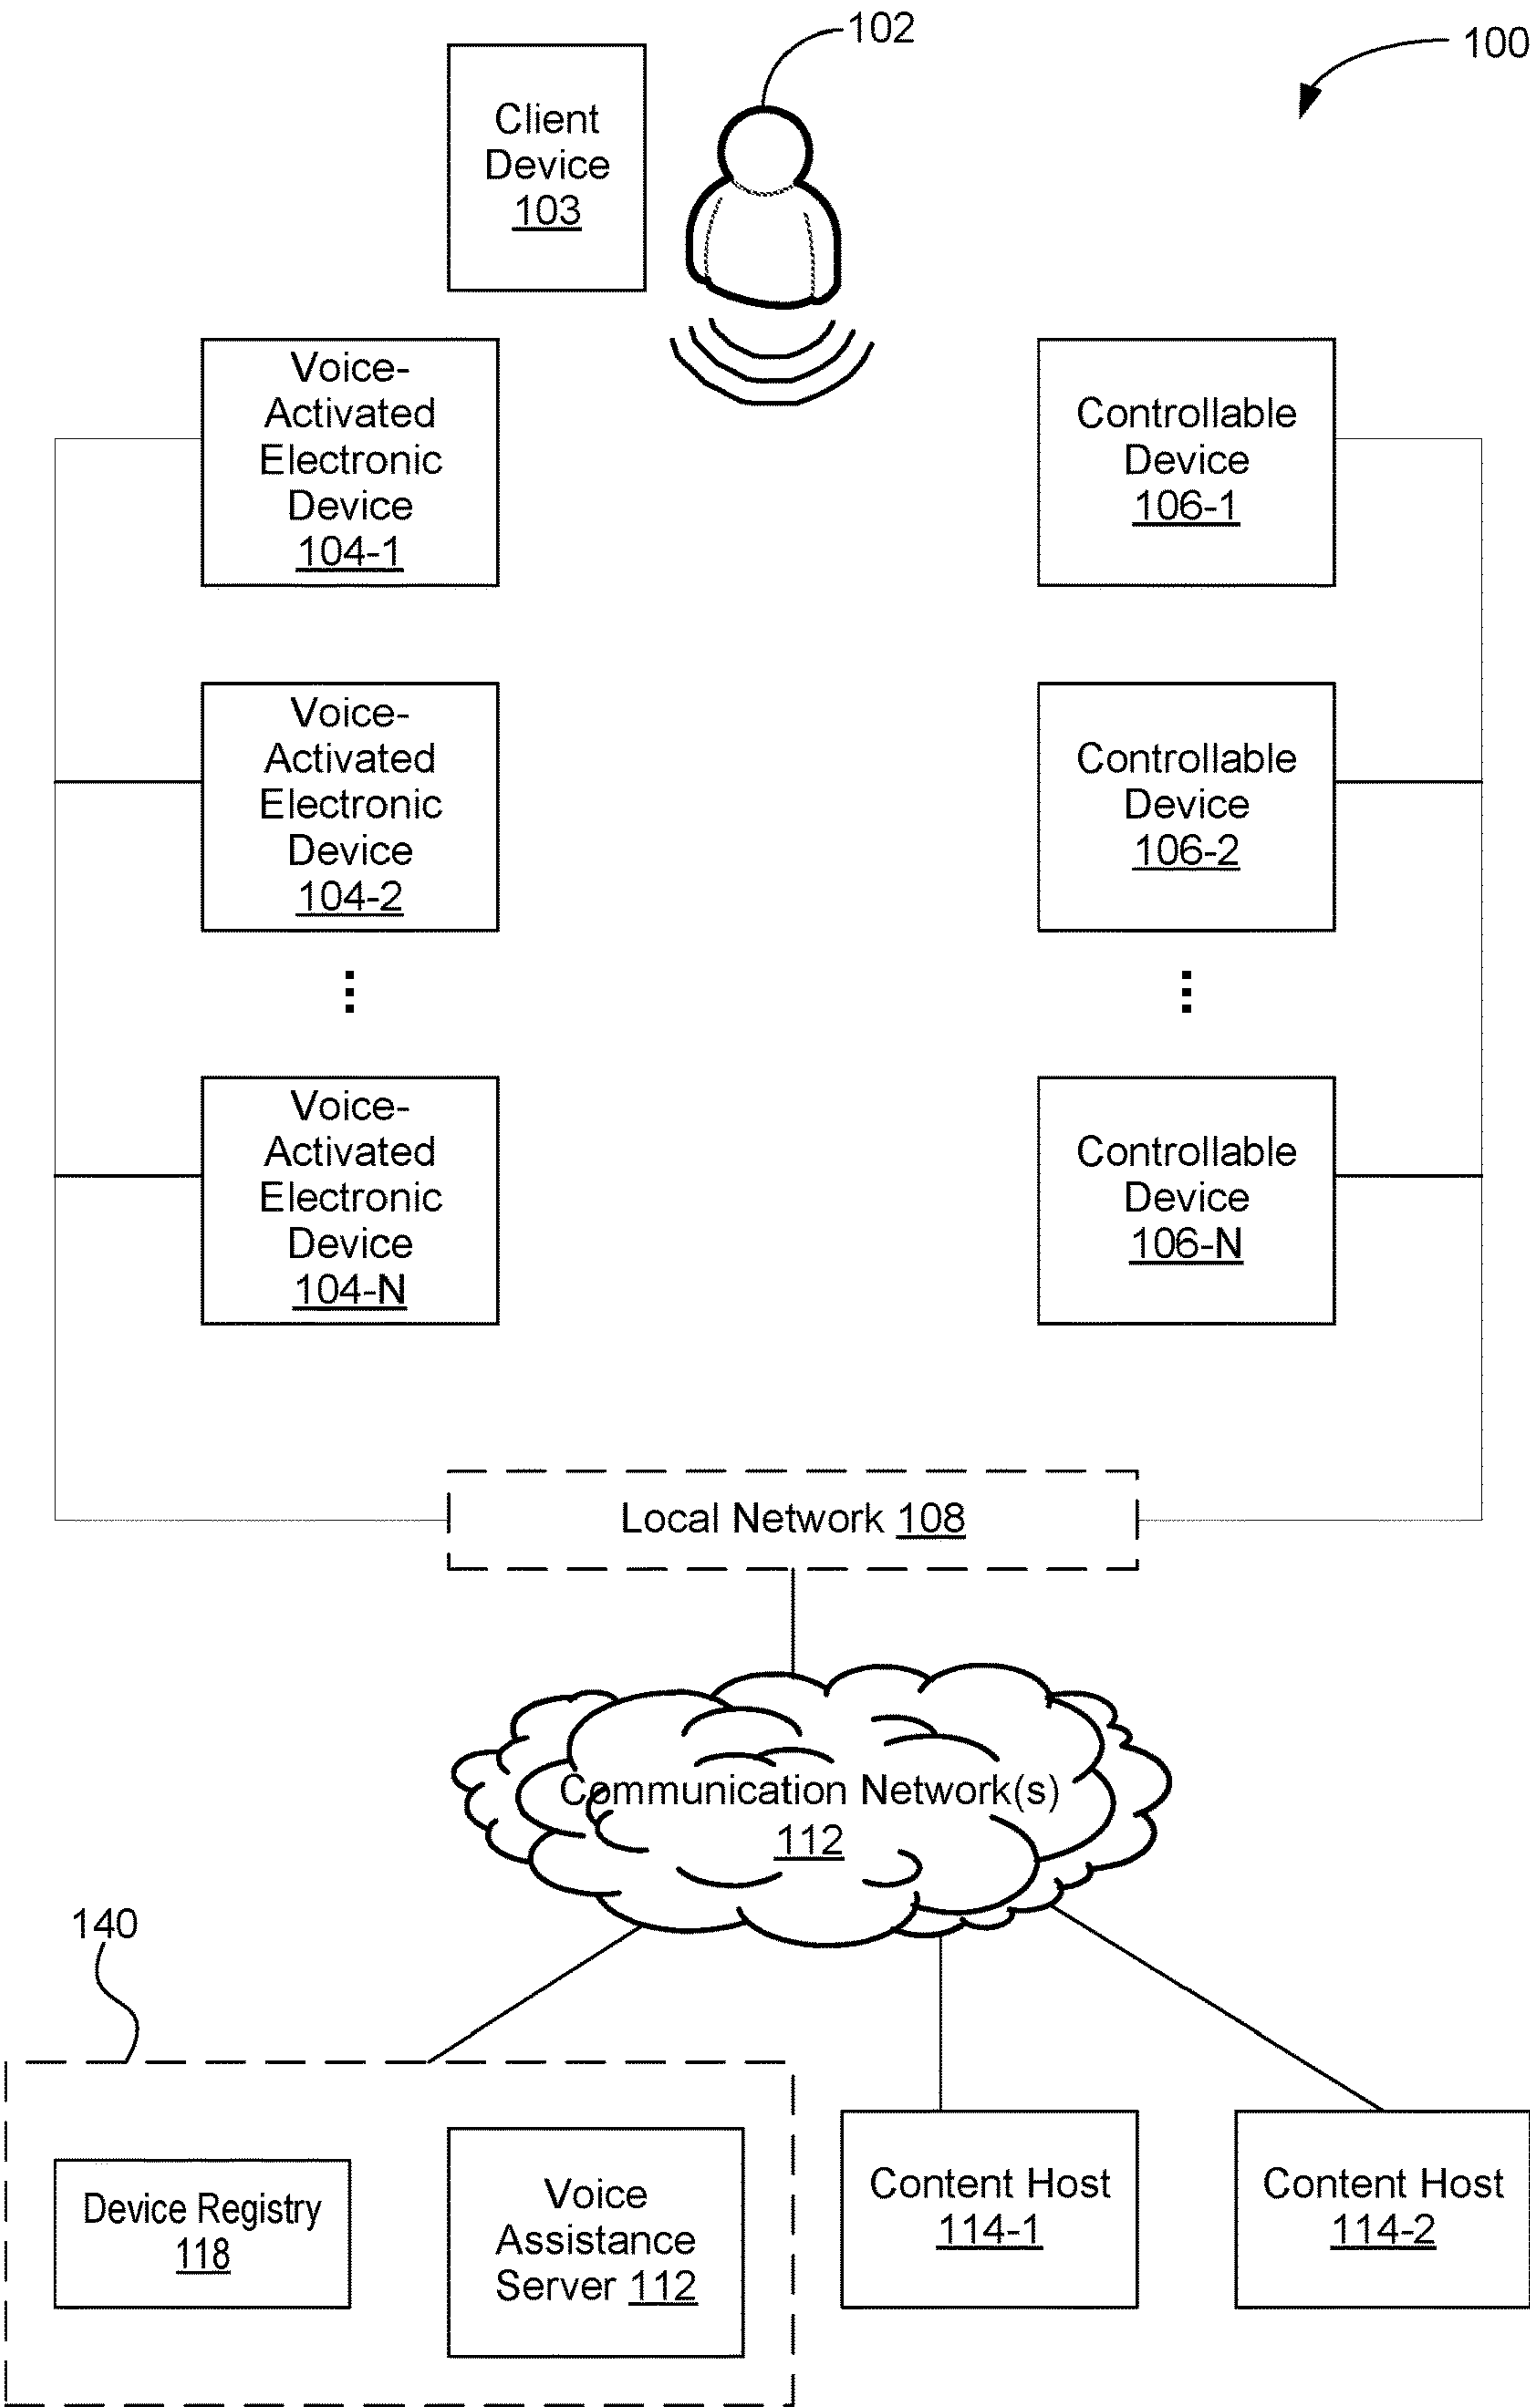 102
100
Client
Device
103
Voice-
Activated
Electronic
Device
104-1
Controllable
Device
106-1
Voice-
Activated
Electronic
Device
104-2
Controllable
Device
106-2
Voice-
Activated
Electronic
Device
104-N
Controllable
Device
106-N
Local Network 108
Communication Network(s)
112
140
Device Registry
118
Voice
Assistance
Server 112
Content Host
114-1
Content Host
114-2